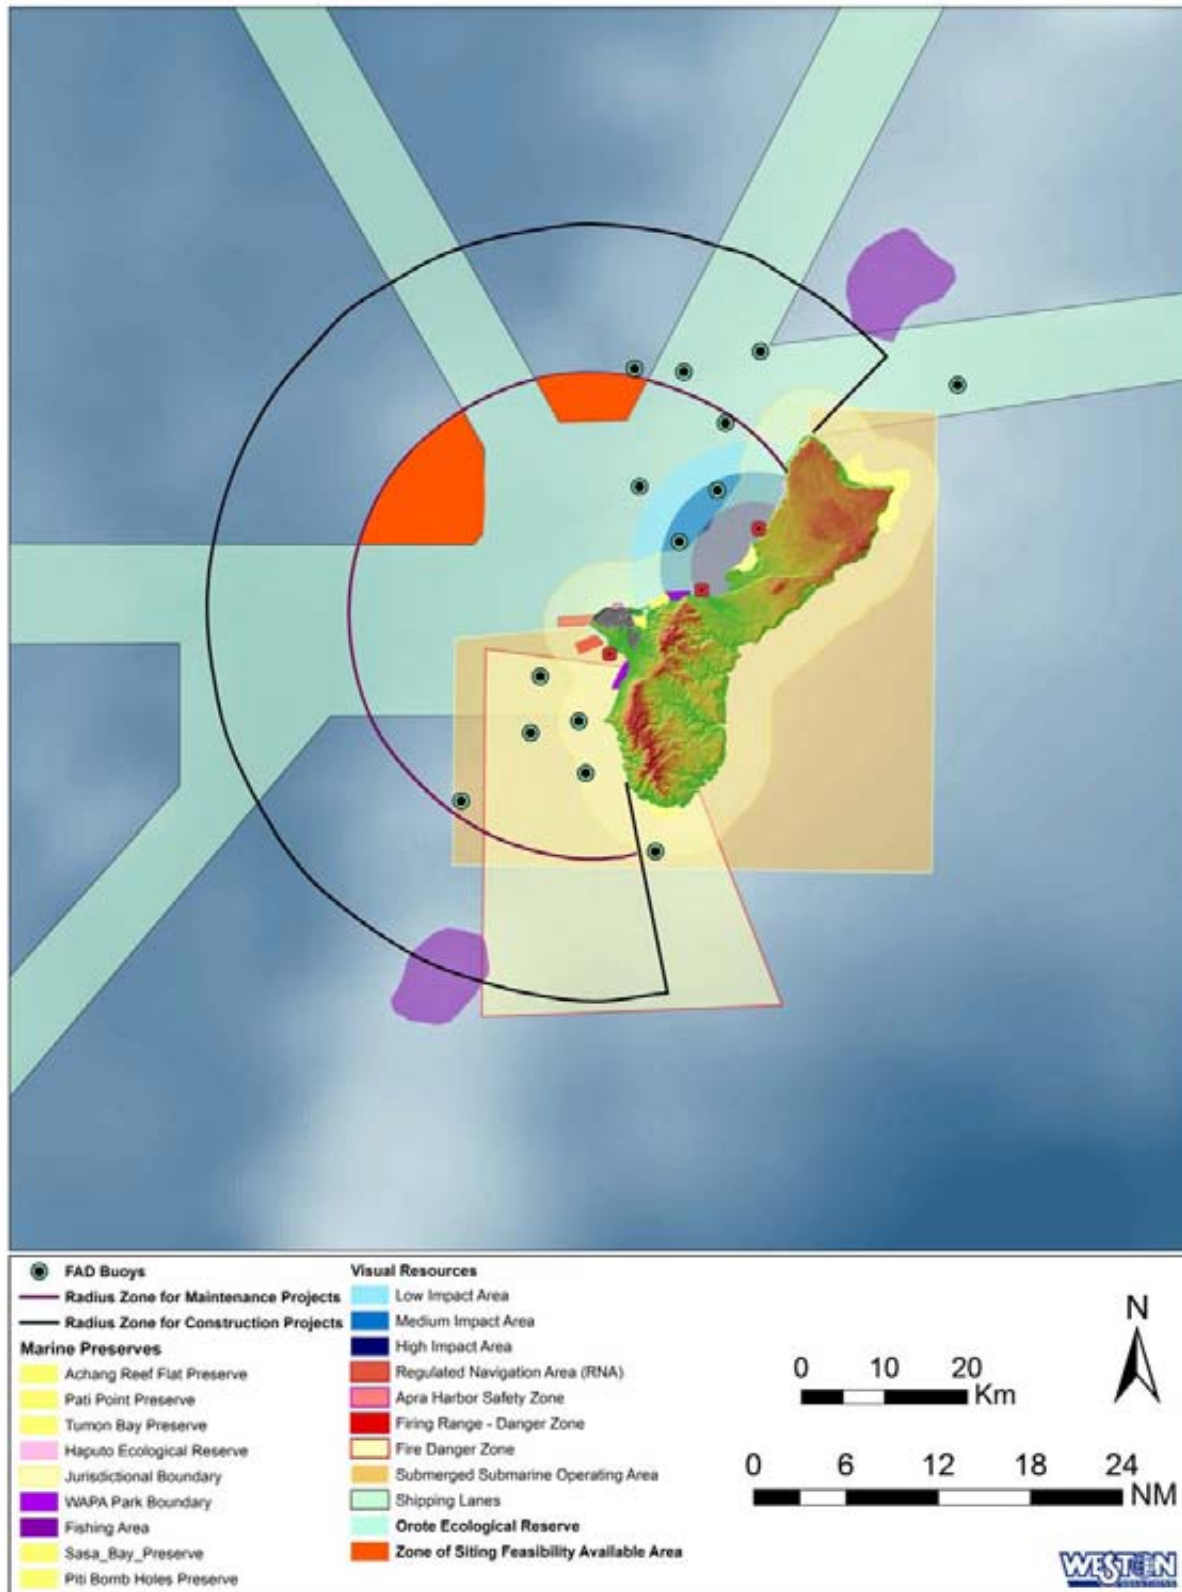 FAD Buoys
Radius Zone for Maintenance Projects
Radius Zone for Construction Projects
Marine Preserves
Achang Reef Flat Preserve
Pati Point Preserve
Tumon Bay Preserve
Haputo Ecological Reserve
Jurisdictional Boundary
WAPA Park Boundary
Fishing Area
Sasa_Bay_Preserve
Piti Bomb Holes Preserve
Visual Resources
Low Impact Area
Medium Impact Area
High Impact Area
Regulated Navigation Area (RNA)
Apra Harbor Safety Zone
Firing Range - Danger Zone
Fire Danger Zone
Submerged Submarine Operating Area
Shipping Lanes
Orote Ecological Reserve
Zone of Siting Feasibility Available Area
N
0 10 20
Km
0 6 12 18 24
NM
WESTON